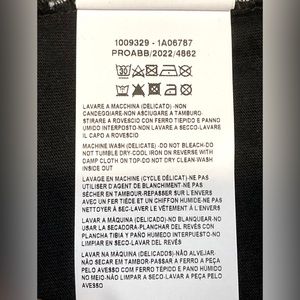 1009329 - 1A06787
PROABB/2022/4862
30
LAVARE A MACCHINA (DELICATO) -NON
CANDEGGIARE-NON ASCIUGARE A TAMBURO-
STIRARE A ROVESCIO CON FERRO TIEPIDO E PANNO
UMIDO INTERPOSTO-NON LAVARE A SECCO-LAVARE
IL CAPO A ROVESCIO
MACHINE WASH (DELICATE) -DO NOT BLEACH-DO
NOT TUMBLE DRY-COOL IRON ON REVERSE WITH
DAMP CLOTH ON TOP-DO NOT DRY CLEAN-WASH
INSIDE OUT
LAVAGE EN MACHINE (CYCLE DÉLICAT)-NE PAS
UTILISER D'AGENT DE BLANCHIMENT-NE PAS
SÉCHER EN TAMBOUR-REPASSER SUR L'ENVERS
AVEC UN FER TIÈDE ET UN CHIFFON HUMIDE-NE PAS
NETTOYER À SEC-LAVER LE VÊTEMENT À L'ENVERS
LAVAR A MÁQUINA (DELICADO)-NO BLANQUEAR-NO
USAR LA SECADORA-PLANCHAR DEL REVÉS CON
PLANCHA TIBIA Y PAÑO HÚMEDO INTERPUESTO-NO
LIMPIAR EN SECO-LAVAR DEL REVÉS
LAVAR NA MÁQUINA (DELICADOS)-NÃO ALVEJAR-
NÃO SECAR EM TAMBOR-PASSAR A FERRO A PEÇA
PELO AVESSO COM FERRO TÉPIDO E PANO HÚMIDO
NO MEIO-NÃO LIMPAR A SECO-LAVAR A PEÇA PELO
AVESSO